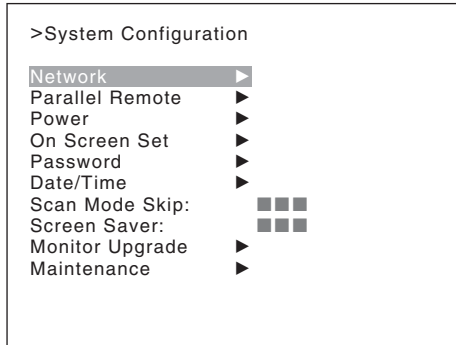 >System Configuration
Network ▶
Parallel Remote ▶
Power ▶
On Screen Set ▶
Password ▶
Date/Time ▶
Scan Mode Skip: ■■■
Screen Saver: ■■■
Monitor Upgrade ▶
Maintenance ▶